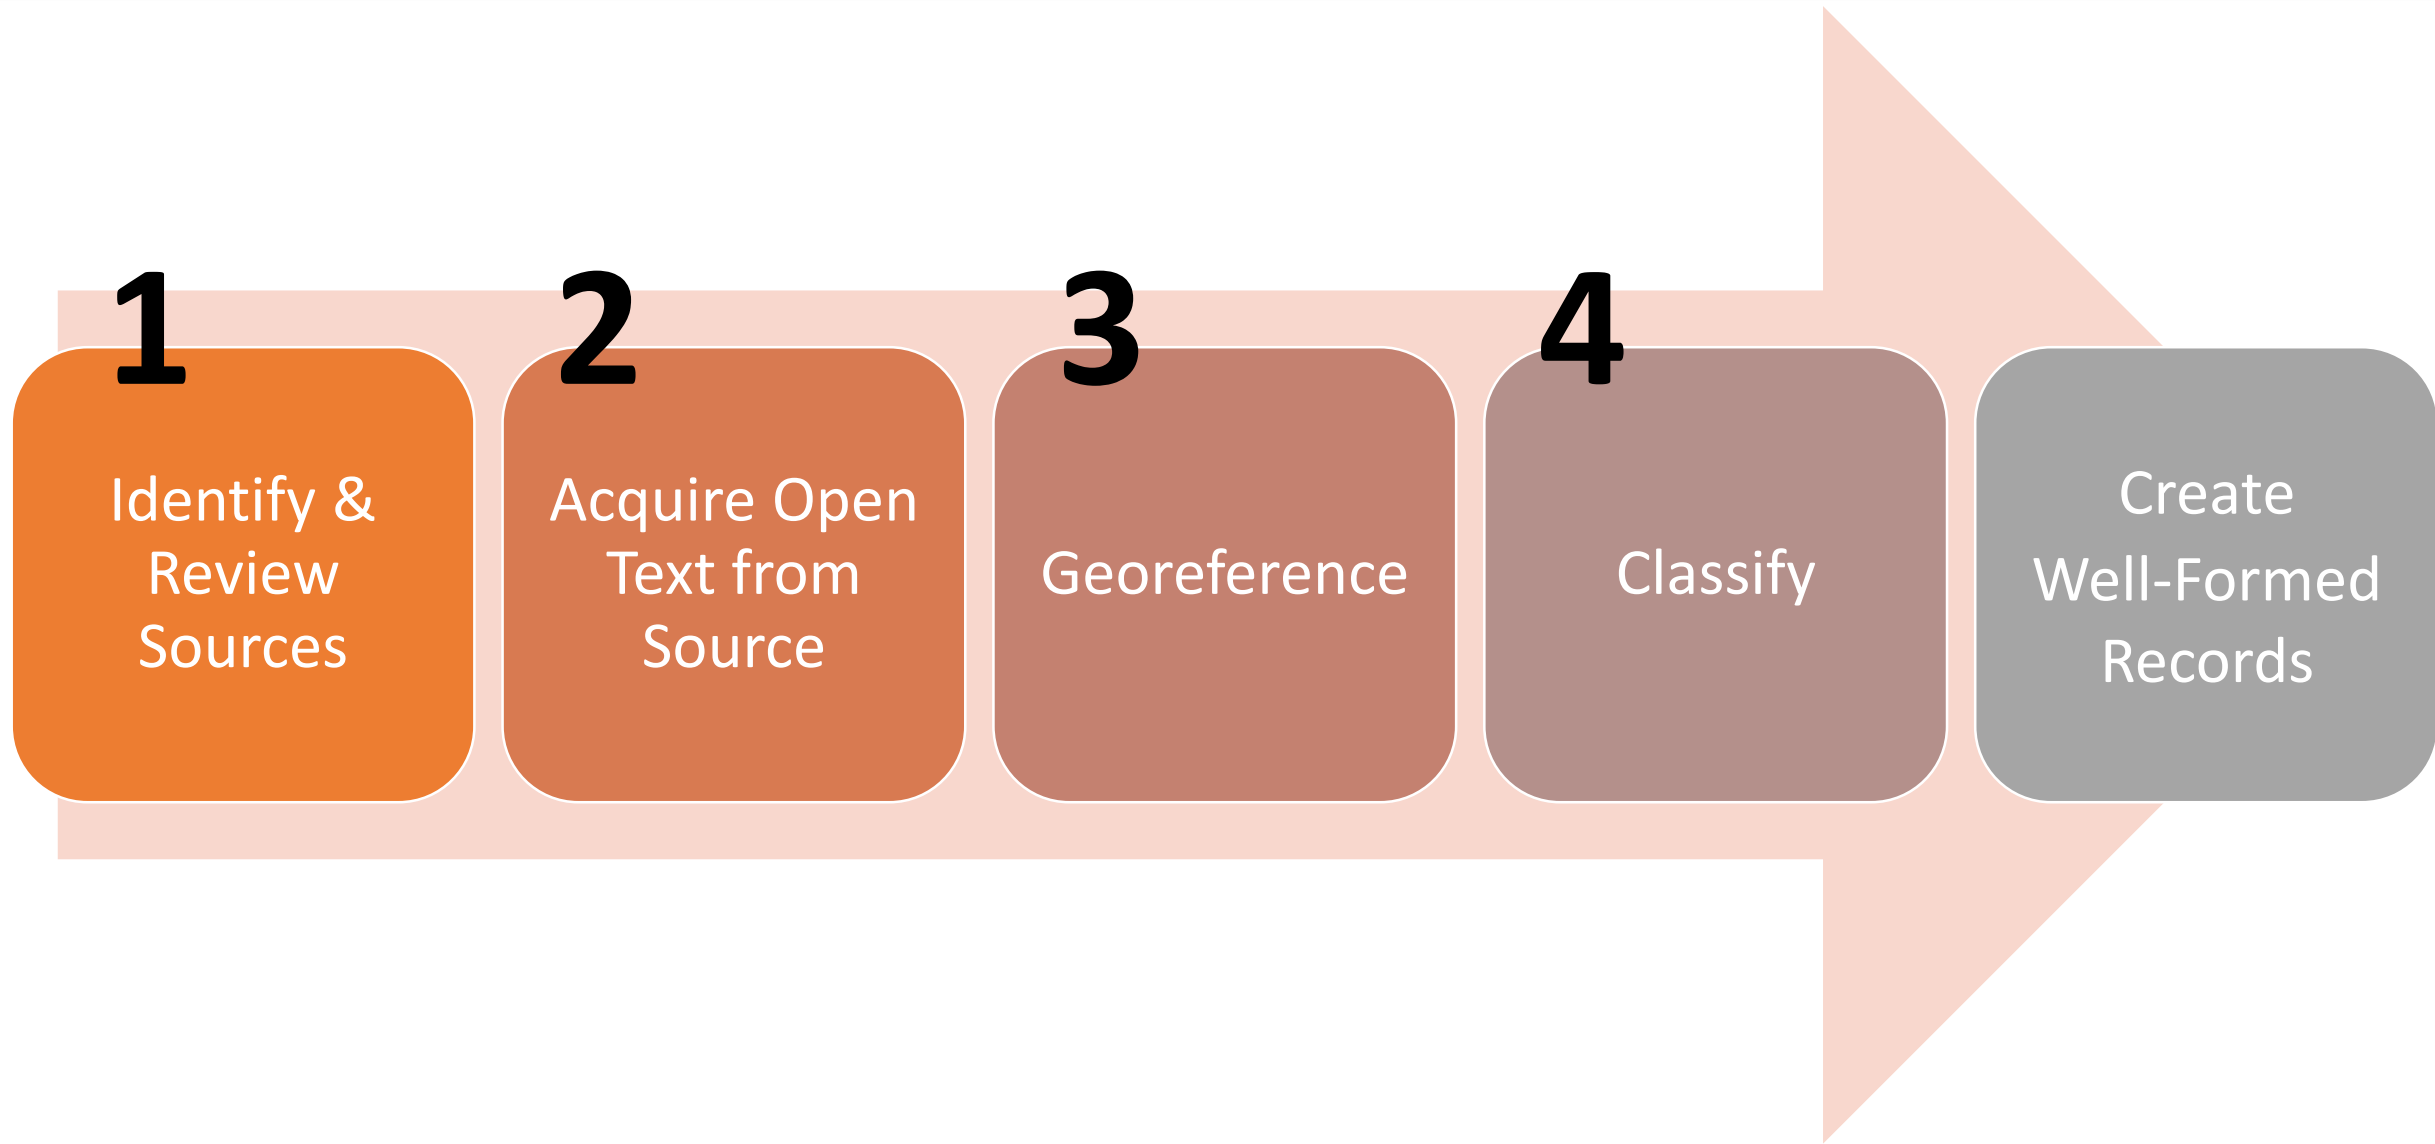 1
Identify &
Review
Sources
2
Acquire Open
Text from
Source
3
Georeference
4
Classify
Create
Well-Formed
Records